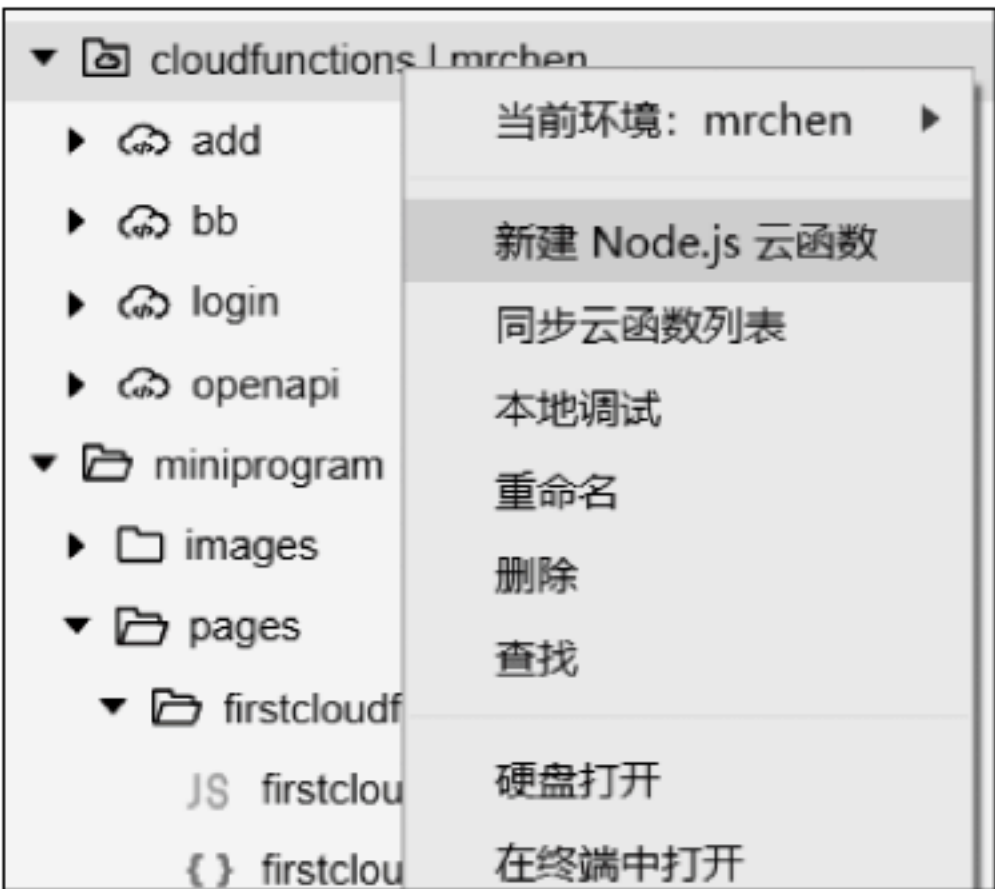 cloudfunctions | mrchen
add
bb
login
openapi
miniprogram
images
pages
firstcloudf
JS firstclou
{ } firstclou
当前环境：mrchen
新建 Node.js 云函数
同步云函数列表
本地调试
重命名
删除
查找
硬盘打开
在终端中打开